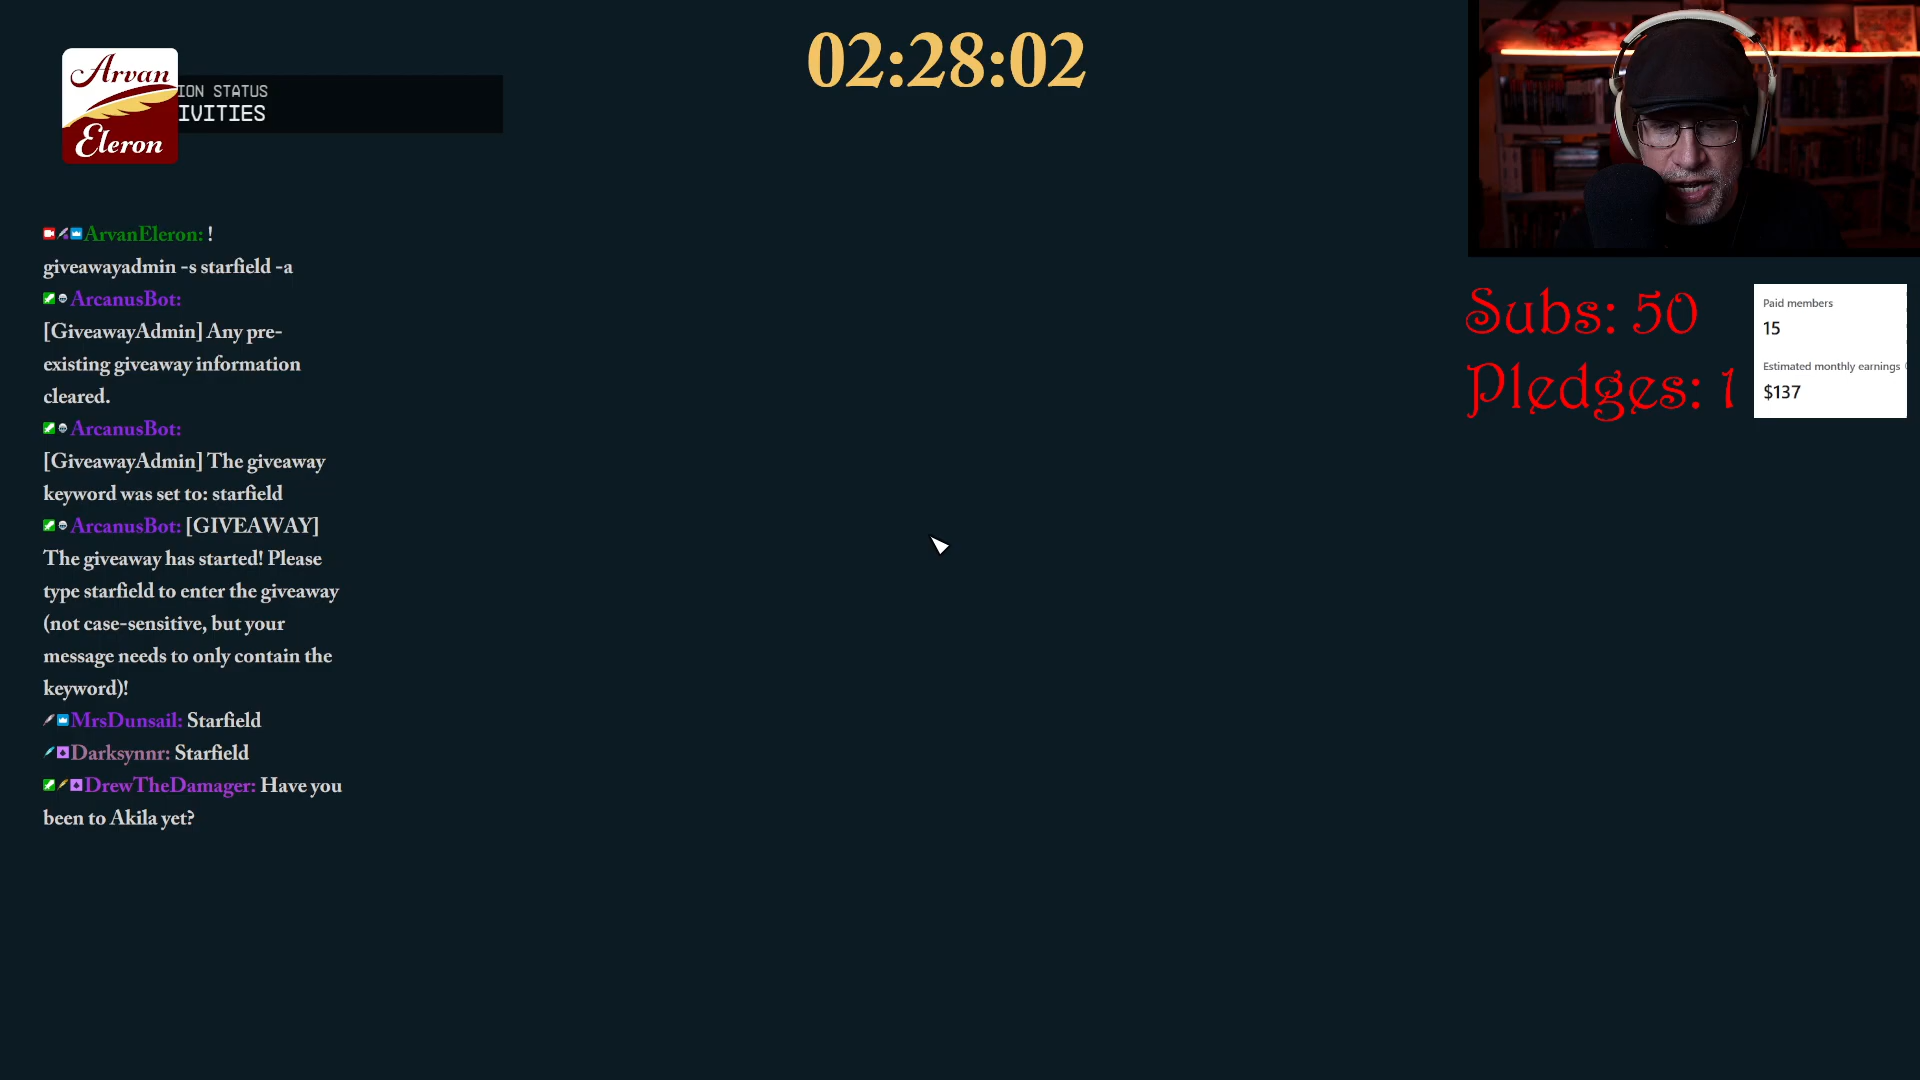 02:28:02
Arvan
Eleron
ION STATUS
IVITIES
ArvanEleron: !
giveawayadmin -s starfield -a
ArcanusBot:
[GiveawayAdmin] Any pre-
existing giveaway information
cleared.
ArcanusBot:
[GiveawayAdmin] The giveaway
keyword was set to: starfield
ArcanusBot: [GIVEAWAY]
The giveaway has started! Please
type starfield to enter the giveaway
(not case-sensitive, but your
message needs to only contain the
keyword)!
MrsDunsail: Starfield
Darksynnr: Starfield
DrewTheDamager: Have you
been to Akila yet?
Subs: 50
Pledges: 1
Paid members
15
Estimated monthly earnings
$137